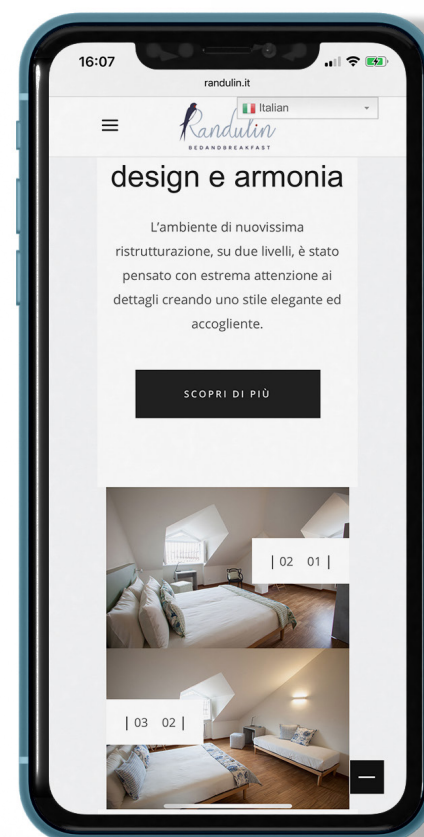 16:07
randulin.it
Italian
Randulin
BEDANDBREAKFAST
design e armonia
L'ambiente di nuovissima
ristrutturazione, su due livelli, è stato
pensato con estrema attenzione ai
dettagli creando uno stile elegante ed
accogliente.
SCOPRI DI PIÙ
| 02 01 |
| 03 02 |